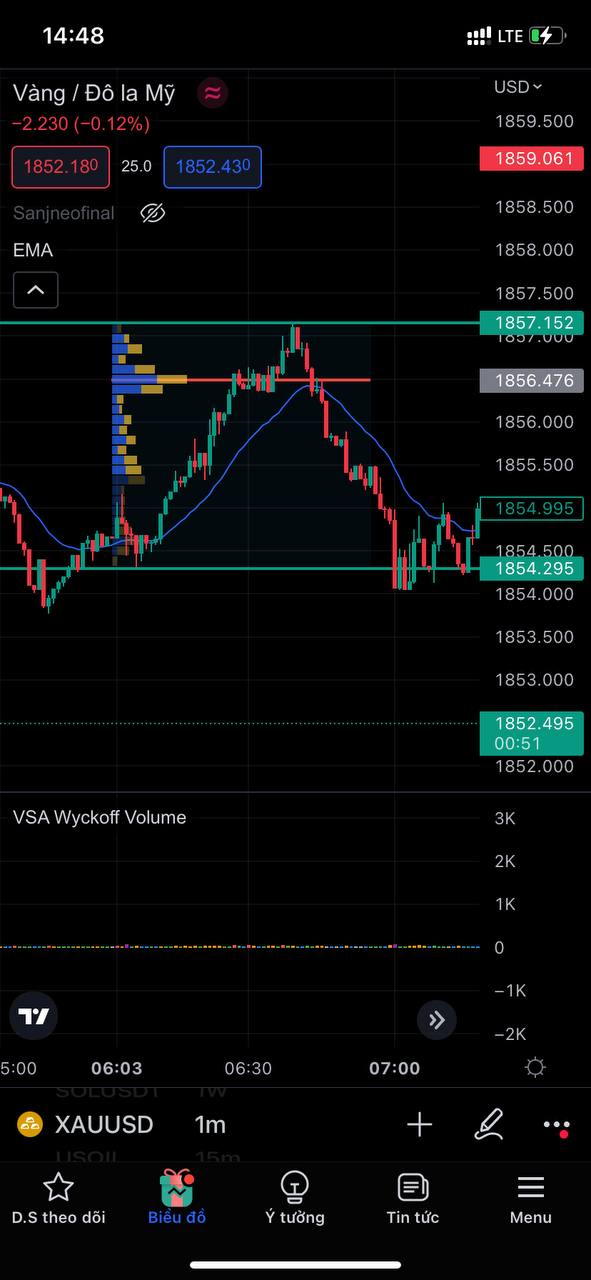 14:48
LTE
Vàng / Đô la Mỹ
USD
−2.230 (−0.12%)
1859.500
1852.180
25.0
1852.430
1859.061
Sanjneofinal
1858.500
EMA
1858.000
1857.500
1857.152
1857.000
1856.476
1856.000
1855.500
1854.995
1854.500
1854.295
1854.000
1853.500
1853.000
1852.495
00:51
1852.000
VSA Wyckoff Volume
3K
2K
1K
0
−1K
−2K
5:00
06:03
06:30
07:00
SOLUSDT
1W
XAUUSD
1m
USOIL
15m
D.S theo dõi
Biểu đồ
Ý tưởng
Tin tức
Menu